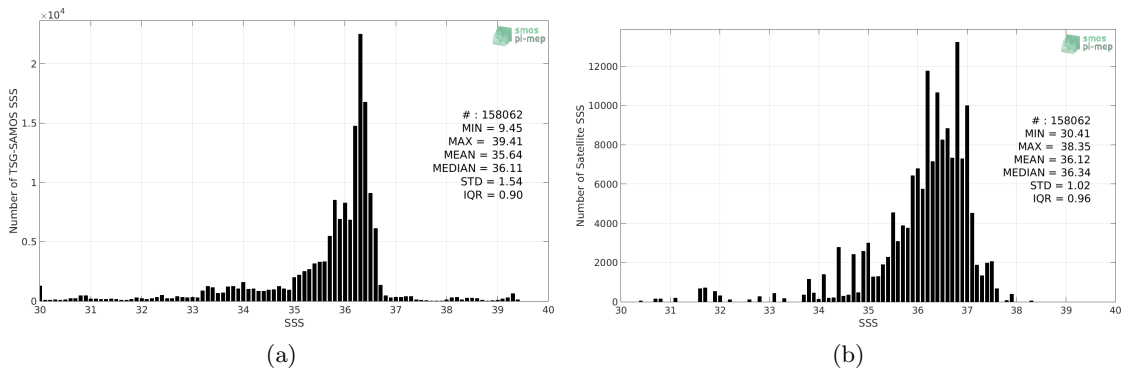 ×10⁴
smos
pi-mep
Number of TSG-SAMOS SSS
2
1.5
1
0.5
0
# : 158062
MIN = 9.45
MAX = 39.41
MEAN = 35.64
MEDIAN = 36.11
STD = 1.54
IQR = 0.90
30 31 32 33 34 35 36 37 38 39 40
SSS
(a)
smos
pi-mep
Number of Satellite SSS
12000
10000
8000
6000
4000
2000
0
# : 158062
MIN = 30.41
MAX = 38.35
MEAN = 36.12
MEDIAN = 36.34
STD = 1.02
IQR = 0.96
30 31 32 33 34 35 36 37 38 39 40
SSS
(b)